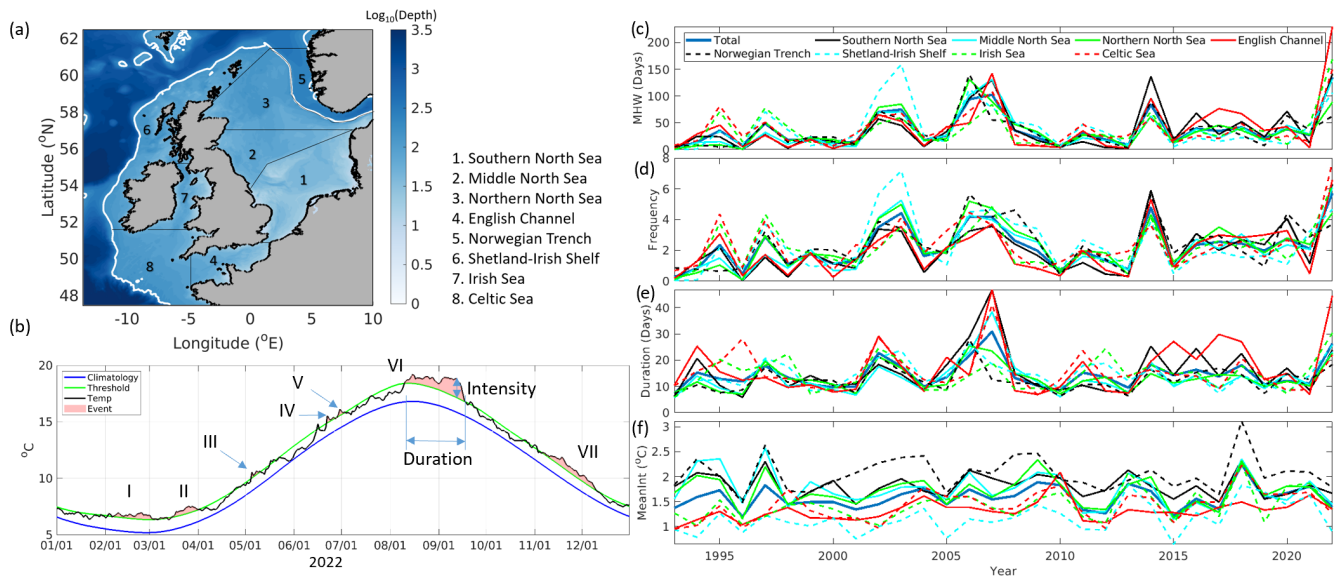 (a)
Log10(Depth)
62
60
58
56
54
52
50
48
Latitude (°N)
-10
-5
0
5
10
Longitude (°E)
3.5
3
2.5
2
1.5
1
0.5
0
1
2
3
4
5
6
7
8
1. Southern North Sea
2. Middle North Sea
3. Northern North Sea
4. English Channel
5. Norwegian Trench
6. Shetland-Irish Shelf
7. Irish Sea
8. Celtic Sea
(b)
20
15
10
5
°C
Climatology
Threshold
Temp
Event
I
II
III
IV
V
VI
VII
Intensity
Duration
01/01
02/01
03/01
04/01
05/01
06/01
07/01
08/01
09/01
10/01
11/01
12/01
2022
(c)
Total
Southern North Sea
Middle North Sea
Northern North Sea
English Channel
Norwegian Trench
Shetland-Irish Shelf
Irish Sea
Celtic Sea
MHW (Days)
200
150
100
50
0
(d)
Frequency
8
6
4
2
0
(e)
Duration (Days)
40
30
20
10
0
(f)
MeanInt (°C)
3
2.5
2
1.5
1
1995
2000
2005
2010
2015
2020
Year